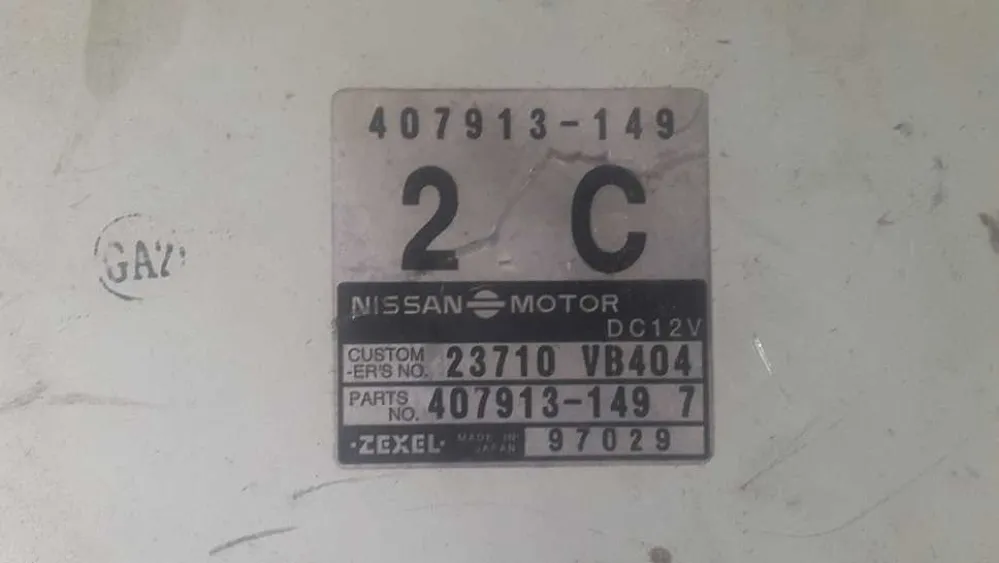 407913-149
2 C
NISSAN MOTOR
DC12V
CUSTOM
-ER'S NO. 23710 VB404
PARTS
NO. 407913-149 7
·ZEXEL· MADE IN
JAPAN 97029